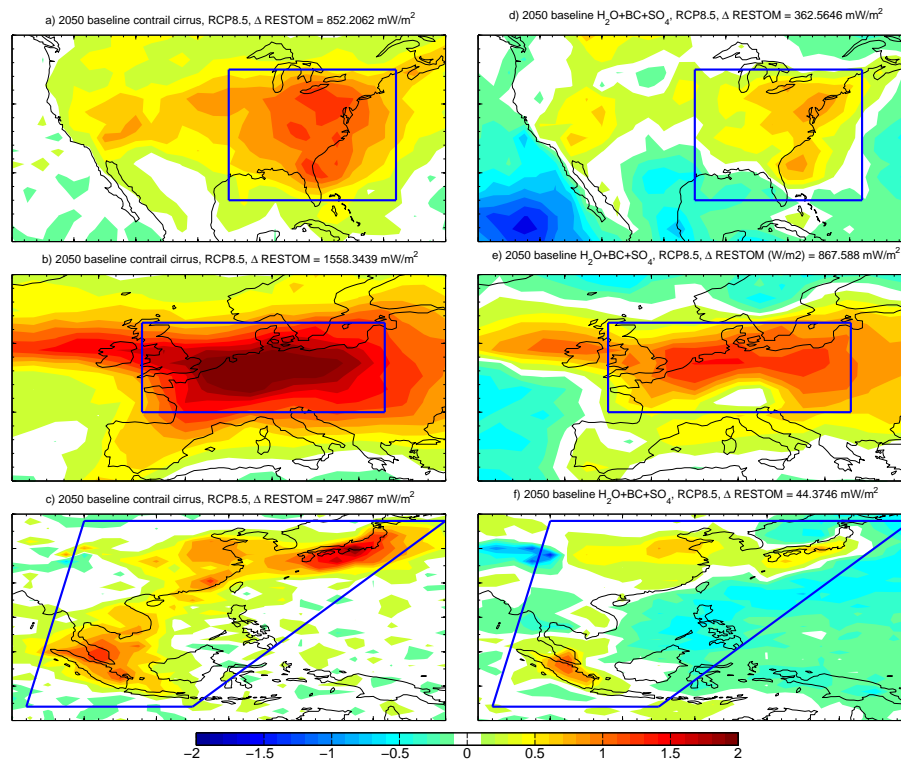 a) 2050 baseline contrail cirrus, RCP8.5, Δ RESTOM = 852.2062 mW/m²
d) 2050 baseline H₂O+BC+SO₄, RCP8.5, Δ RESTOM = 362.5646 mW/m²
b) 2050 baseline contrail cirrus, RCP8.5, Δ RESTOM = 1558.3439 mW/m²
e) 2050 baseline H₂O+BC+SO₄, RCP8.5, Δ RESTOM (W/m2) = 867.588 mW/m²
c) 2050 baseline contrail cirrus, RCP8.5, Δ RESTOM = 247.9867 mW/m²
f) 2050 baseline H₂O+BC+SO₄, RCP8.5, Δ RESTOM = 44.3746 mW/m²
−2 −1.5 −1 −0.5 0 0.5 1 1.5 2